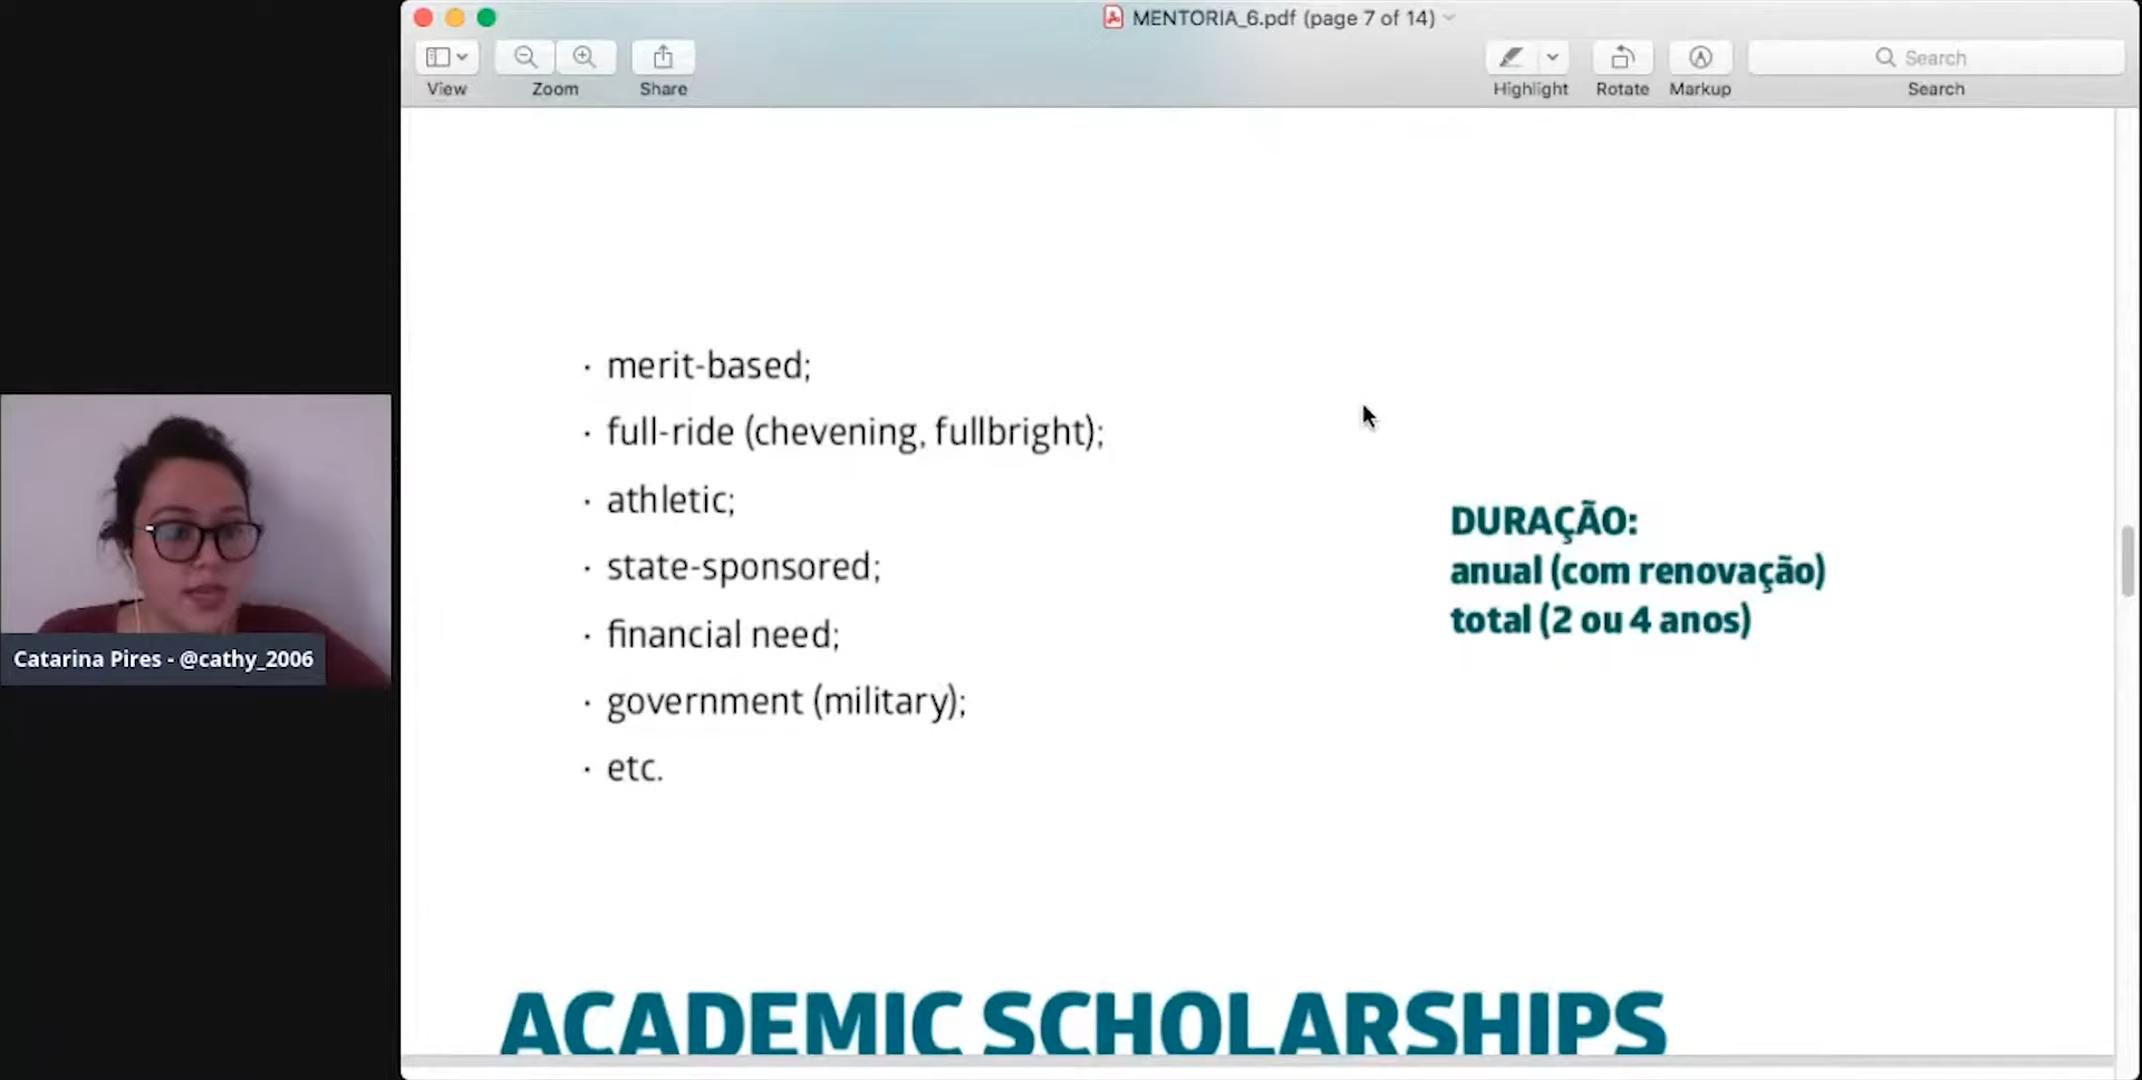 MENTORIA_6.pdf (page 7 of 14)
View
Zoom
Share
Highlight
Rotate
Markup
Search
Search
· merit-based;
· full-ride (chevening, fullbright);
· athletic;
· state-sponsored;
· financial need;
· government (military);
· etc.
DURAÇÃO:
anual (com renovação)
total (2 ou 4 anos)
Catarina Pires - @cathy_2006
ACADEMIC SCHOLARSHIPS